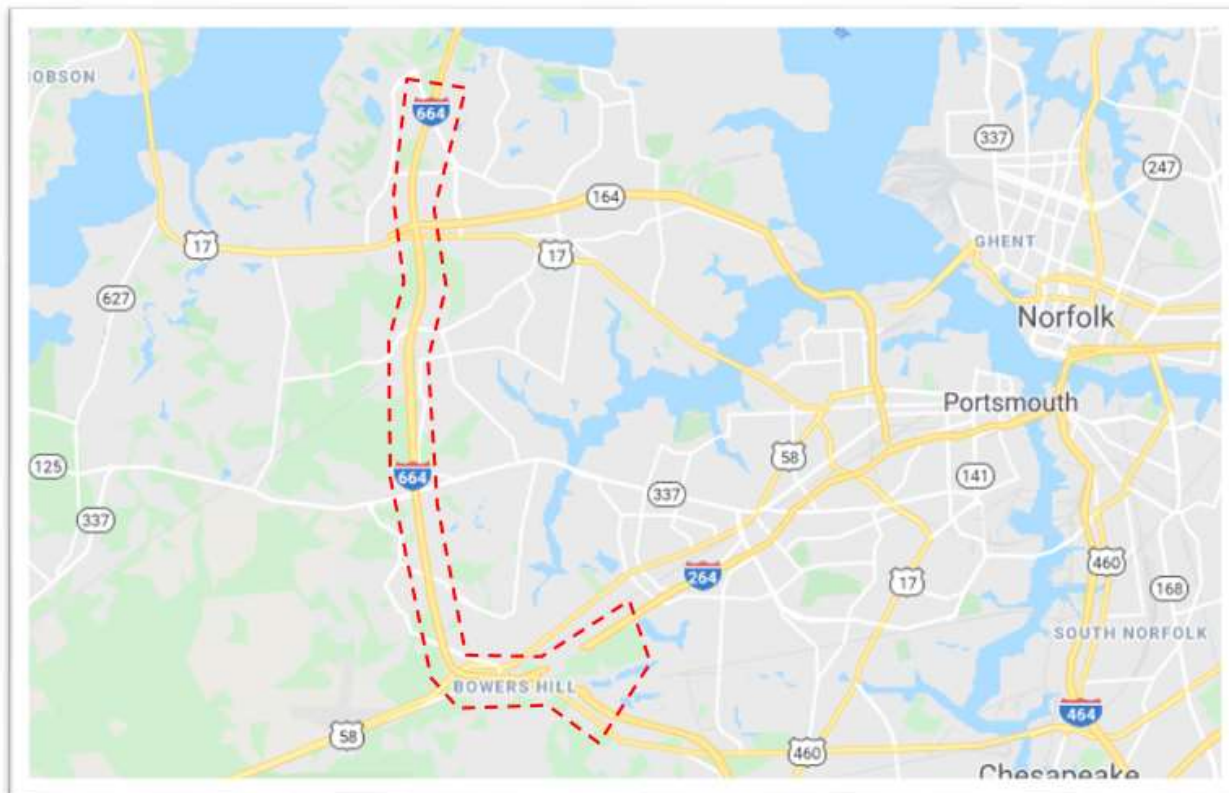 OBSON
664
337
247
164
17
17
GHENT
627
Norfolk
Portsmouth
58
125
664
337
141
337
264
17
460
168
SOUTH NORFOLK
BOWERS HILL
464
58
460
Chesapeake